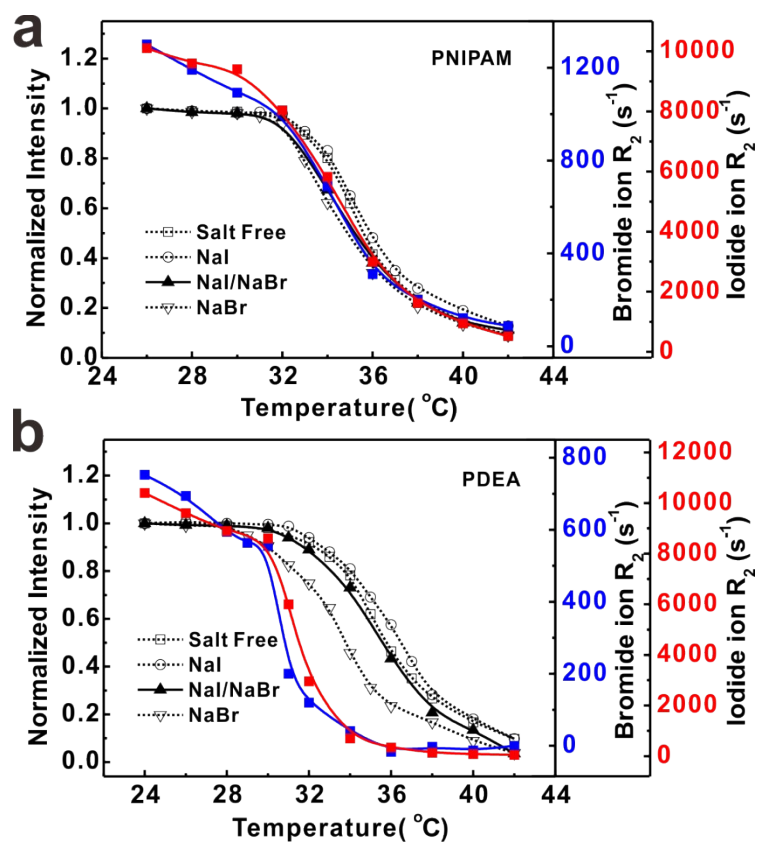 a
PNIPAM
1.2
1.0
0.8
0.6
0.4
0.2
0.0
Normalized Intensity
Salt Free
NaI
NaI/NaBr
NaBr
24 28 32 36 40 44
Temperature( °C)
1200
800
400
0
Bromide ion R2 (s-1)
10000
8000
6000
4000
2000
0
Iodide ion R2 (s-1)
b
PDEA
1.2
1.0
0.8
0.6
0.4
0.2
0.0
Normalized Intensity
Salt Free
NaI
NaI/NaBr
NaBr
24 28 32 36 40 44
Temperature( °C)
800
600
400
200
0
Bromide ion R2 (s-1)
12000
10000
8000
6000
4000
2000
0
Iodide ion R2 (s-1)